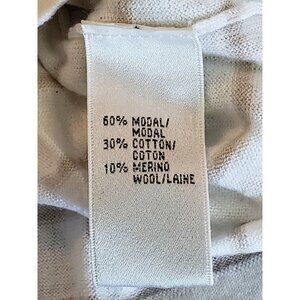 60% MODAL/
MODAL
30% COTTON/
COTON
10% MERINO
WOOL/LAINE